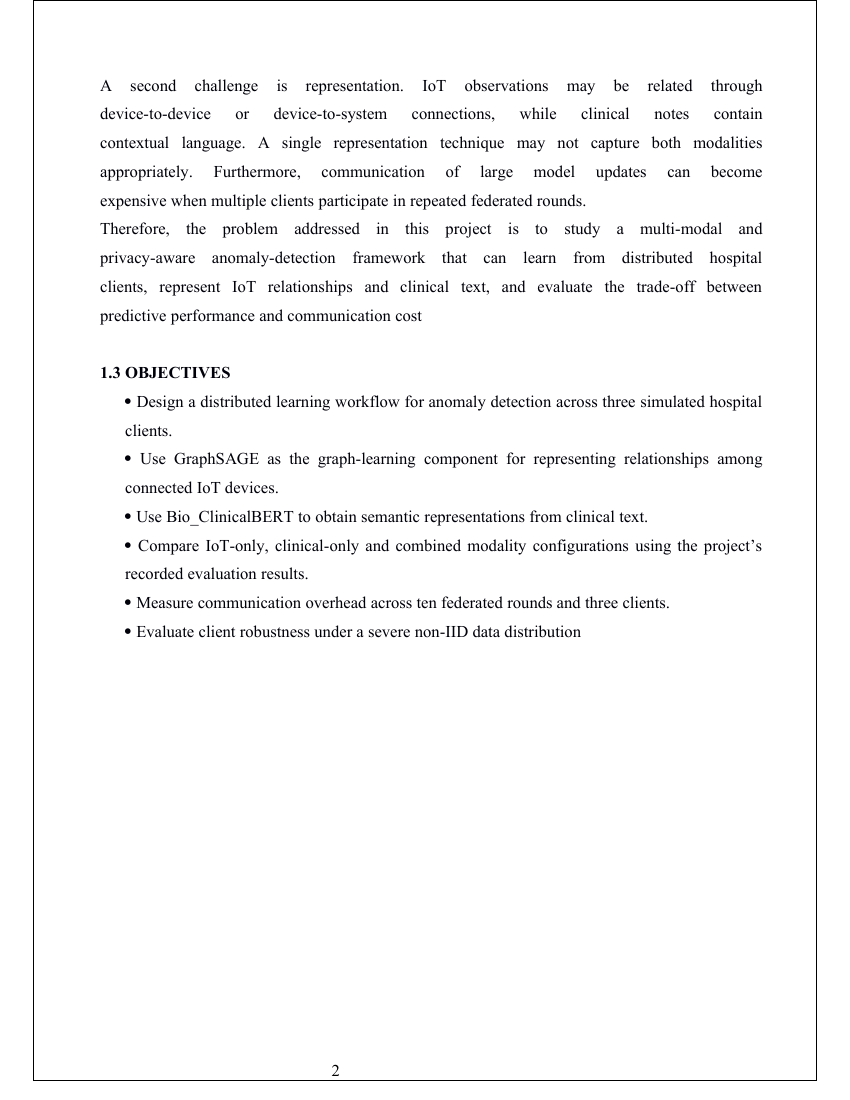 A second challenge is representation. IoT observations may be related through
device-to-device or device-to-system connections, while clinical notes contain
contextual language. A single representation technique may not capture both modalities
appropriately. Furthermore, communication of large model updates can become
expensive when multiple clients participate in repeated federated rounds.
Therefore, the problem addressed in this project is to study a multi-modal and
privacy-aware anomaly-detection framework that can learn from distributed hospital
clients, represent IoT relationships and clinical text, and evaluate the trade-off between
predictive performance and communication cost
1.3 OBJECTIVES
• Design a distributed learning workflow for anomaly detection across three simulated hospital
clients.
• Use GraphSAGE as the graph-learning component for representing relationships among
connected IoT devices.
• Use Bio_ClinicalBERT to obtain semantic representations from clinical text.
• Compare IoT-only, clinical-only and combined modality configurations using the project’s
recorded evaluation results.
• Measure communication overhead across ten federated rounds and three clients.
• Evaluate client robustness under a severe non-IID data distribution
2